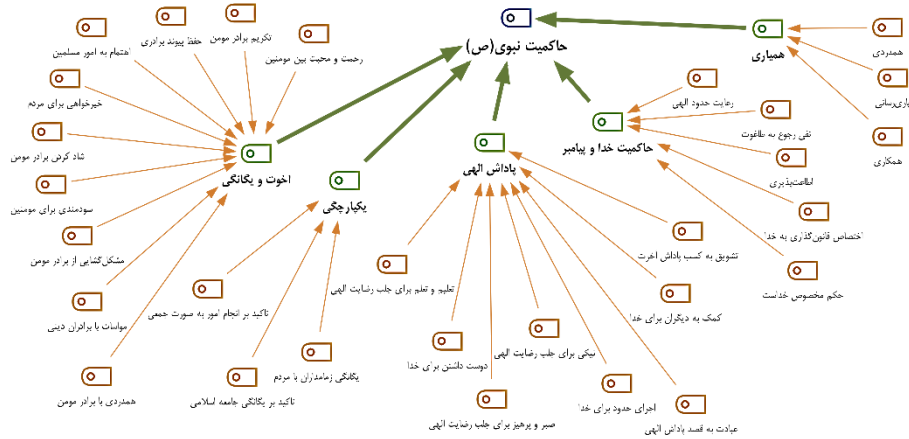 حاکمیت نبوی(ص)
همیاری
همدردی
یاری‌رسانی
همکاری
حاکمیت خدا و پیامبر
رعایت حدود الهی
نفی رجوع به طاغوت
اطاعت‌پذیری
اختصاص قانون‌گذاری به خدا
حکم مخصوص خداست
پاداش الهی
تشویق به کسب پاداش اخرت
کمک به دیگران برای خدا
عبادت به قصد پاداش الهی
اجرای حدود برای خدا
نیکی برای جلب رضایت الهی
صبر و پرهیز برای جلب رضایت الهی
دوست داشتن برای خدا
تعلیم و تعلم برای جلب رضایت الهی
یکپارچگی
یگانگی زمامداران با مردم
تاکید بر یگانگی جامعه اسلامی
تاکید بر انجام امور به صورت جمعی
اخوت و یگانگی
رحمت و محبت بین مومنین
تکریم برادر مومن
حفظ پیوند برادری
اهتمام به امور مسلمین
خیرخواهی برای مردم
شاد کردن برادر مومن
سودمندی برای مومنین
مشکل‌گشایی از برادر مومن
مواسات با برادران دینی
همدردی با برادر مومن